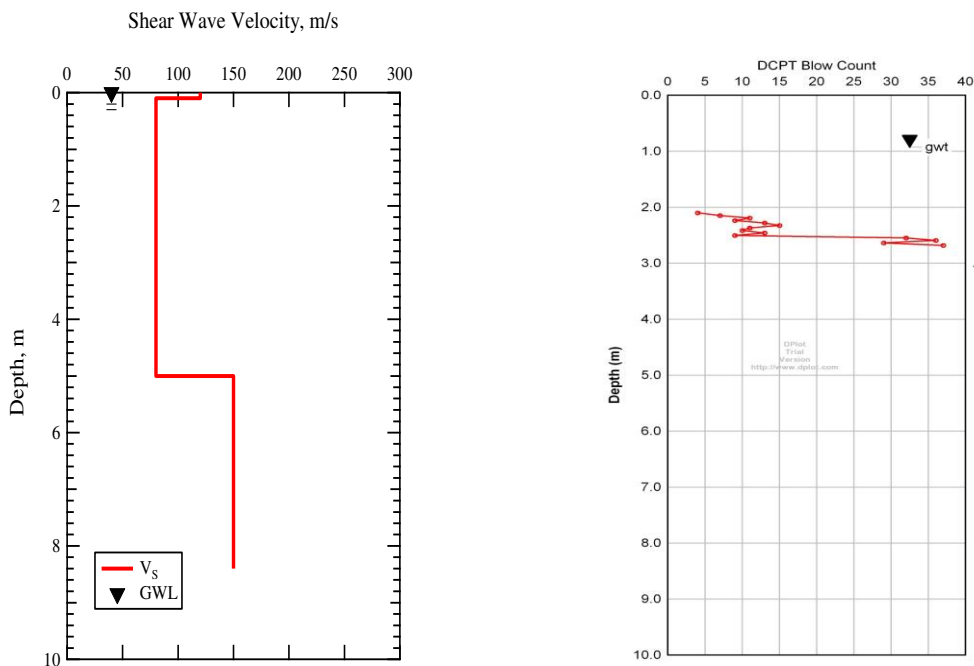 Shear Wave Velocity, m/s
0 50 100 150 200 250 300
0
2
4
6
8
10
Depth, m
V_S
GWL
DCPT Blow Count
0 5 10 15 20 25 30 35 40
0.0
1.0
2.0
3.0
4.0
5.0
6.0
7.0
8.0
9.0
10.0
Depth (m)
gwt
DPlot
Trial
Version
http://www.dplot.com